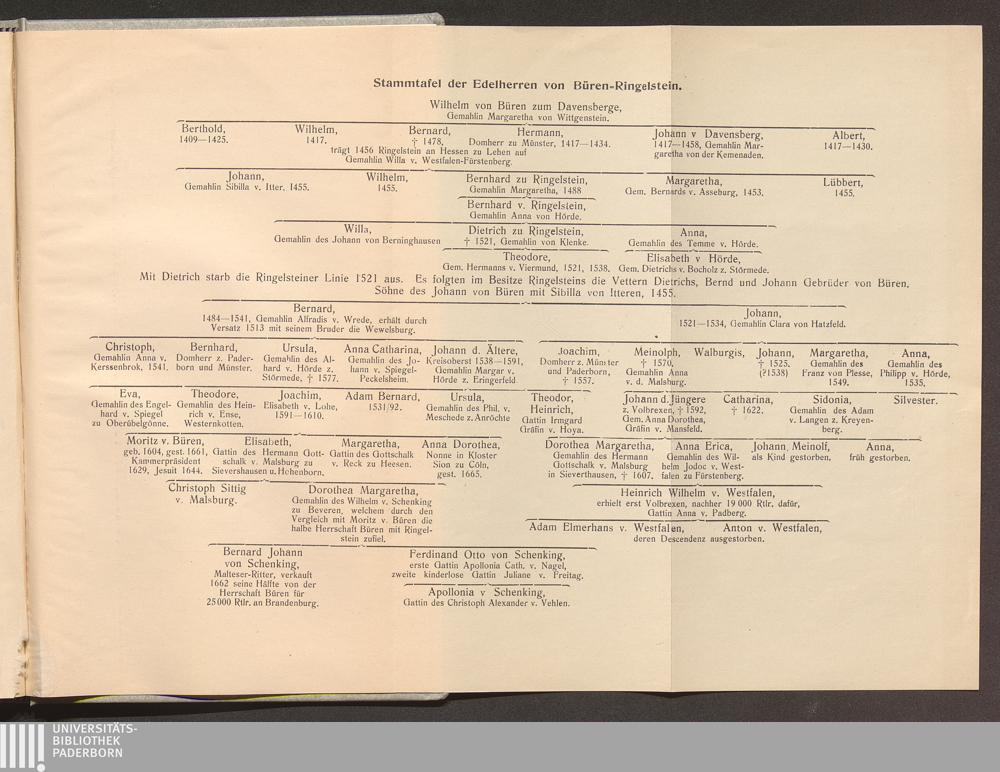 Stammtafel der Edelherren von Büren-Ringelstein.
Wilhelm von Büren zum Davensberge,
Gemahlin Margaretha von Wittgenstein.
Berthold,
1409—1425.
Wilhelm,
1417.
Bernard,
† 1478.
trägt 1456 Ringelstein an Hessen zu Lehen auf
Gemahlin Willa v. Westfalen-Fürstenberg.
Hermann,
Domherr zu Münster, 1417—1434.
Johann v Davensberg,
1417—1458, Gemahlin Mar-
garetha von der Kemenaden.
Albert,
1417—1430.
Johann,
Gemahlin Sibilla v. Itter, 1455.
Wilhelm,
1455.
Bernhard zu Ringelstein,
Gemahlin Margaretha, 1488
Margaretha,
Gem. Bernards v. Asseburg, 1453.
Lübbert,
1455.
Bernhard v. Ringelstein,
Gemahlin Anna von Hörde.
Willa,
Gemahlin des Johann von Berninghausen
Dietrich zu Ringelstein,
† 1521, Gemahlin von Klenke.
Anna,
Gemahlin des Temme v. Hörde.
Theodore,
Gem. Hermanns v. Viermund, 1521, 1538.
Elisabeth v Hörde,
Gem. Dietrichs v. Bocholz z. Störmede.
Mit Dietrich starb die Ringelsteiner Linie 1521 aus. Es folgten im Besitze Ringelsteins die Vettern Dietrichs, Bernd und Johann Gebrüder von Büren,
Söhne des Johann von Büren mit Sibilla von Itteren, 1455.
Bernard,
1484—1541, Gemahlin Alfradis v. Wrede, erhält durch
Versatz 1513 mit seinem Bruder die Wewelsburg.
Johann,
1521—1534, Gemahlin Clara von Hatzfeld.
Christoph,
Gemahlin Anna v.
Kerssenbrok, 1541.
Bernhard,
Domherr z. Pader-
born und Münster.
Ursula,
Gemahlin des Al-
hard v. Hörde z.
Störmede, † 1577.
Anna Catharina,
Gemahlin des Jo-
hann v. Spiegel-
Peckelsheim.
Johann d. Ältere,
Kreisoberst 1538—1591,
Gemahlin Margar v.
Hörde z. Eringerfeld
Joachim,
Domherr z. Münster
und Paderborn,
† 1557.
Meinolph,
† 1570,
Gemahlin Anna
v. d. Malsburg.
Walburgis,
Johann,
† 1525.
(?1538)
Margaretha,
Gemahlin des
Franz von Plesse,
1549.
Anna,
Gemahlin des
Philipp v. Hörde,
1535.
Eva,
Gemahlin des Engel-
hard v. Spiegel
zu Oberübelgönne.
Theodore,
Gemahlin des Hein-
rich v. Ense,
Westernkotten.
Joachim,
Elisabeth v. Lohe,
1591—1610.
Adam Bernard,
1531/92.
Ursula,
Gemahlin des Phil. v.
Meschede z. Anröchte
Theodor,
Heinrich,
Gattin Irmgard
Gräfin v. Hoya.
Johann d. Jüngere
z. Volbrexen, † 1592,
Gem. Anna Dorothea,
Gräfin v. Mansfeld.
Catharina,
† 1622.
Sidonia,
Gemahlin des Adam
v. Langen z. Kreyen-
berg.
Silvester.
Moritz v. Büren,
geb. 1604, gest. 1661,
Kammerpräsident
1629, Jesuit 1644.
Elisabeth,
Gattin des Hermann Gott-
schalk v. Malsburg zu
Sievershausen u. Hohenborn.
Margaretha,
Gattin des Gottschalk
v. Reck zu Heesen.
Anna Dorothea,
Nonne in Kloster
Sion zu Cöln,
gest. 1665.
Dorothea Margaretha,
Gemahlin des Hermann
Gottschalk v. Malsburg
in Sieverthausen, † 1607.
Anna Erica,
Gemahlin des Wil-
helm Jodoc v. West-
falen zu Fürstenberg.
Johann Meinolf,
als Kind gestorben.
Anna,
früh gestorben.
Christoph Sittig
v. Malsburg.
Dorothea Margaretha,
Gemahlin des Wilhelm v. Schenking
zu Beveren, welchem durch den
Vergleich mit Moritz v. Büren die
halbe Herrschaft Büren mit Ringel-
stein zufiel.
Heinrich Wilhelm v. Westfalen,
erhielt erst Volbrexen, nachher 19 000 Rtlr. dafür,
Gattin Anna v. Padberg.
Adam Elmerhans v. Westfalen,
Anton v. Westfalen,
deren Descendenz ausgestorben.
Bernard Johann
von Schenking,
Malteser-Ritter, verkauft
1662 seine Hälfte von der
Herrschaft Büren für
25 000 Rtlr. an Brandenburg.
Ferdinand Otto von Schenking,
erste Gattin Apollonia Cath. v. Nagel,
zweite kinderlose Gattin Juliane v. Freitag.
Apollonia v Schenking,
Gattin des Christoph Alexander v. Vehlen.
UNIVERSITÄTS-
BIBLIOTHEK
PADERBORN